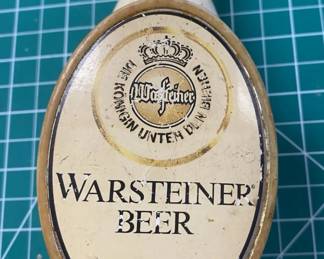 Warsteiner
DIE KÖNIGIN UNTER DEN BIEREN
WARSTEINER®
BEER